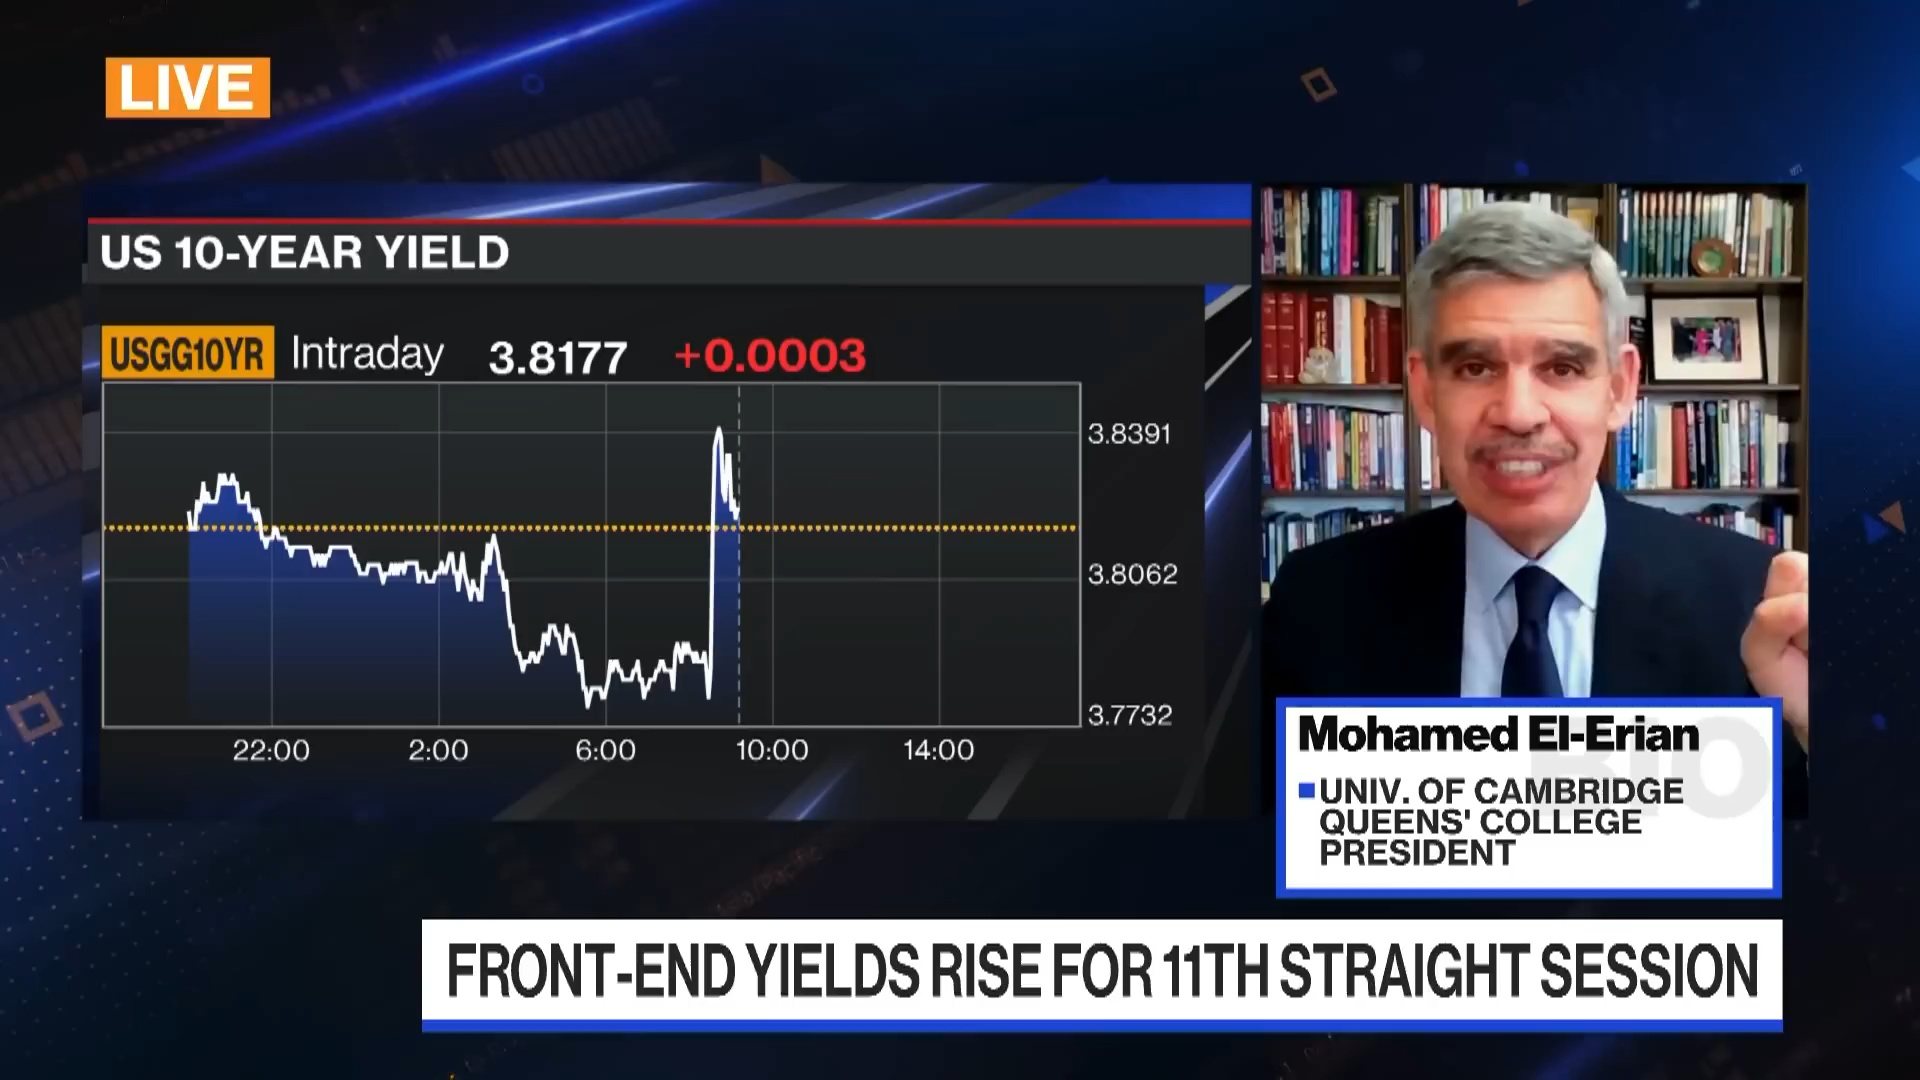 LIVE
US 10-YEAR YIELD
USGG10YR Intraday 3.8177 +0.0003
3.8391
3.8062
3.7732
22:00 2:00 6:00 10:00 14:00
Mohamed El-Erian
BIO
UNIV. OF CAMBRIDGE
QUEENS' COLLEGE
PRESIDENT
FRONT-END YIELDS RISE FOR 11TH STRAIGHT SESSION